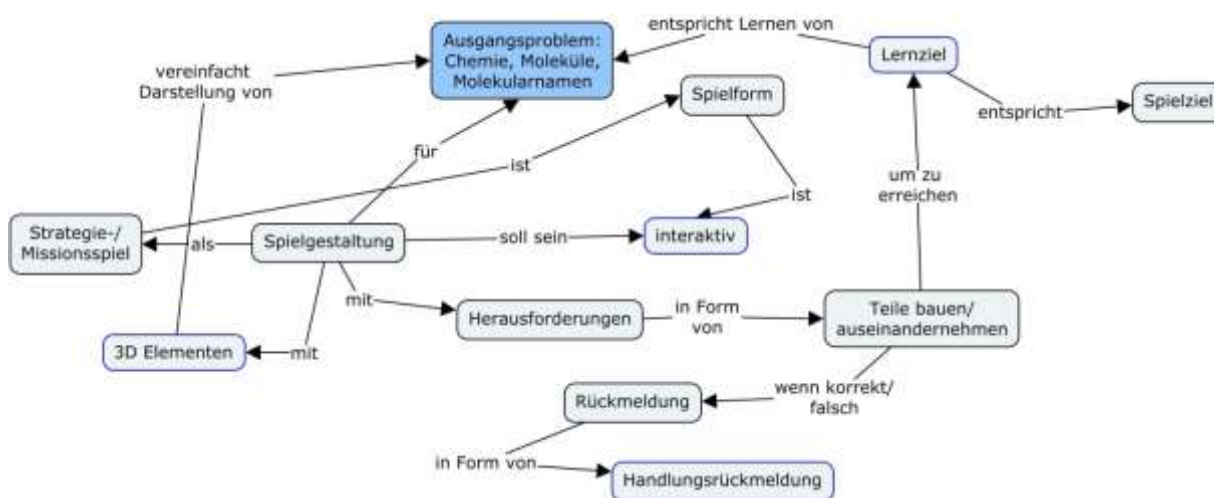 entspricht Lernen von
Ausgangsproblem:
Chemie, Moleküle,
Molekularnamen
Lernziel
vereinfacht
Darstellung von
Spielform
entspricht
Spielziel
für
ist
um zu
erreichen
ist
Strategie-/
Missionsspiel
als
Spielgestaltung
soll sein
interaktiv
mit
Herausforderungen
in Form
von
Teile bauen/
auseinandernehmen
3D Elementen
mit
wenn korrekt/
falsch
Rückmeldung
in Form von
Handlungsrückmeldung